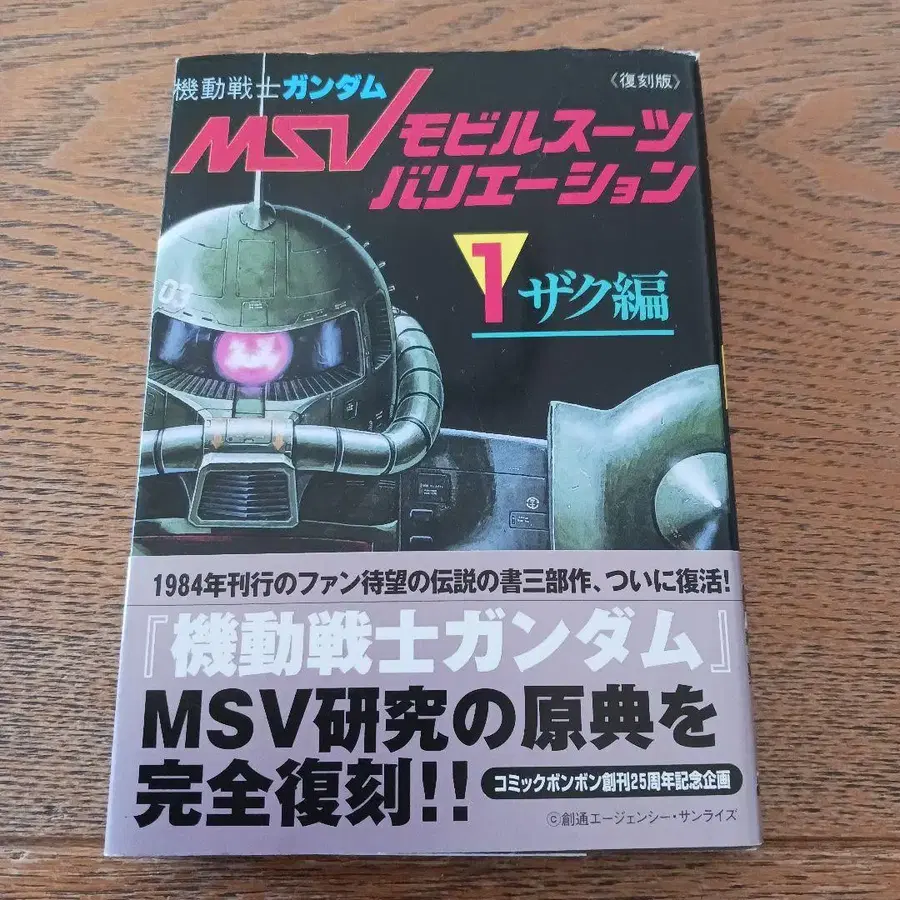 機動戦士ガンダム
《復刻版》
MSVモビルスーツ
バリエーション
1ザク編
03
1984年刊行のファン待望の伝説の書三部作、ついに復活!
『機動戦士ガンダム』
MSV研究の原典を
完全復刻!!
コミックボンボン創刊25周年記念企画
©創通エージェンシー・サンライズ